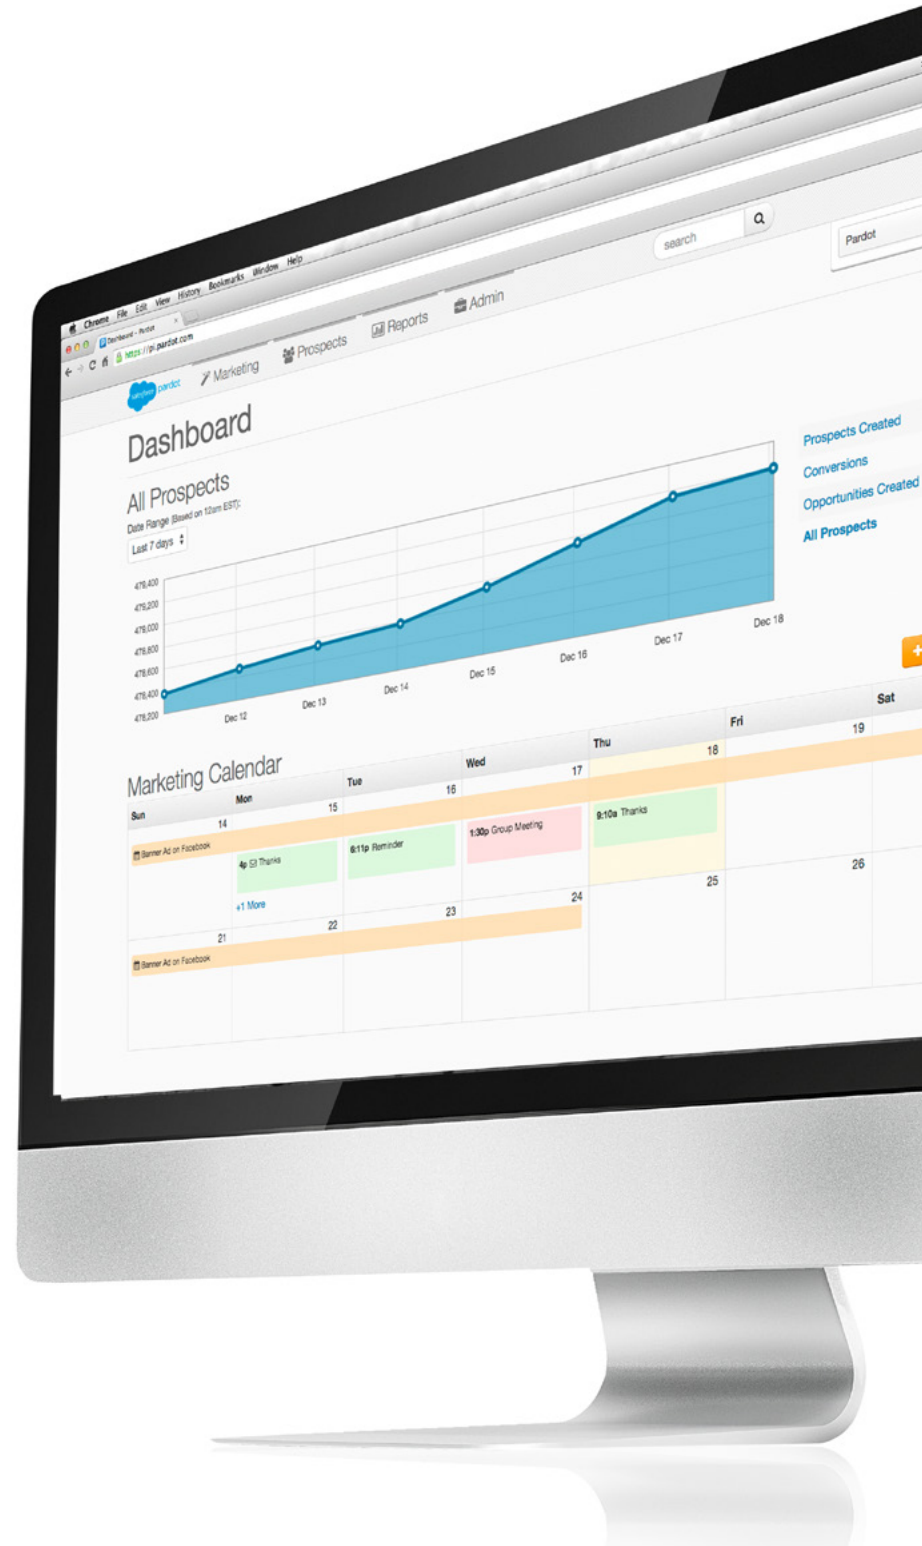 Chrome File Edit View History Bookmarks Window Help
Dashboard - Pardot
https://pi.pardot.com
search
Pardot
salesforce pardot Marketing Prospects Reports Admin
Dashboard
All Prospects
Date Range (Based on 12am EST):
Last 7 days
Prospects Created
Conversions
Opportunities Created
All Prospects
479,400
479,200
479,000
478,800
478,600
478,400
478,200
Dec 12 Dec 13 Dec 14 Dec 15 Dec 16 Dec 17 Dec 18
+
Marketing Calendar
Sun Mon Tue Wed Thu Fri Sat
14 15 16 17 18 19
Banner Ad on Facebook
4p Thanks
6:11p Reminder
1:30p Group Meeting
9:10a Thanks
+1 More
21 22 23 24 25 26
Banner Ad on Facebook